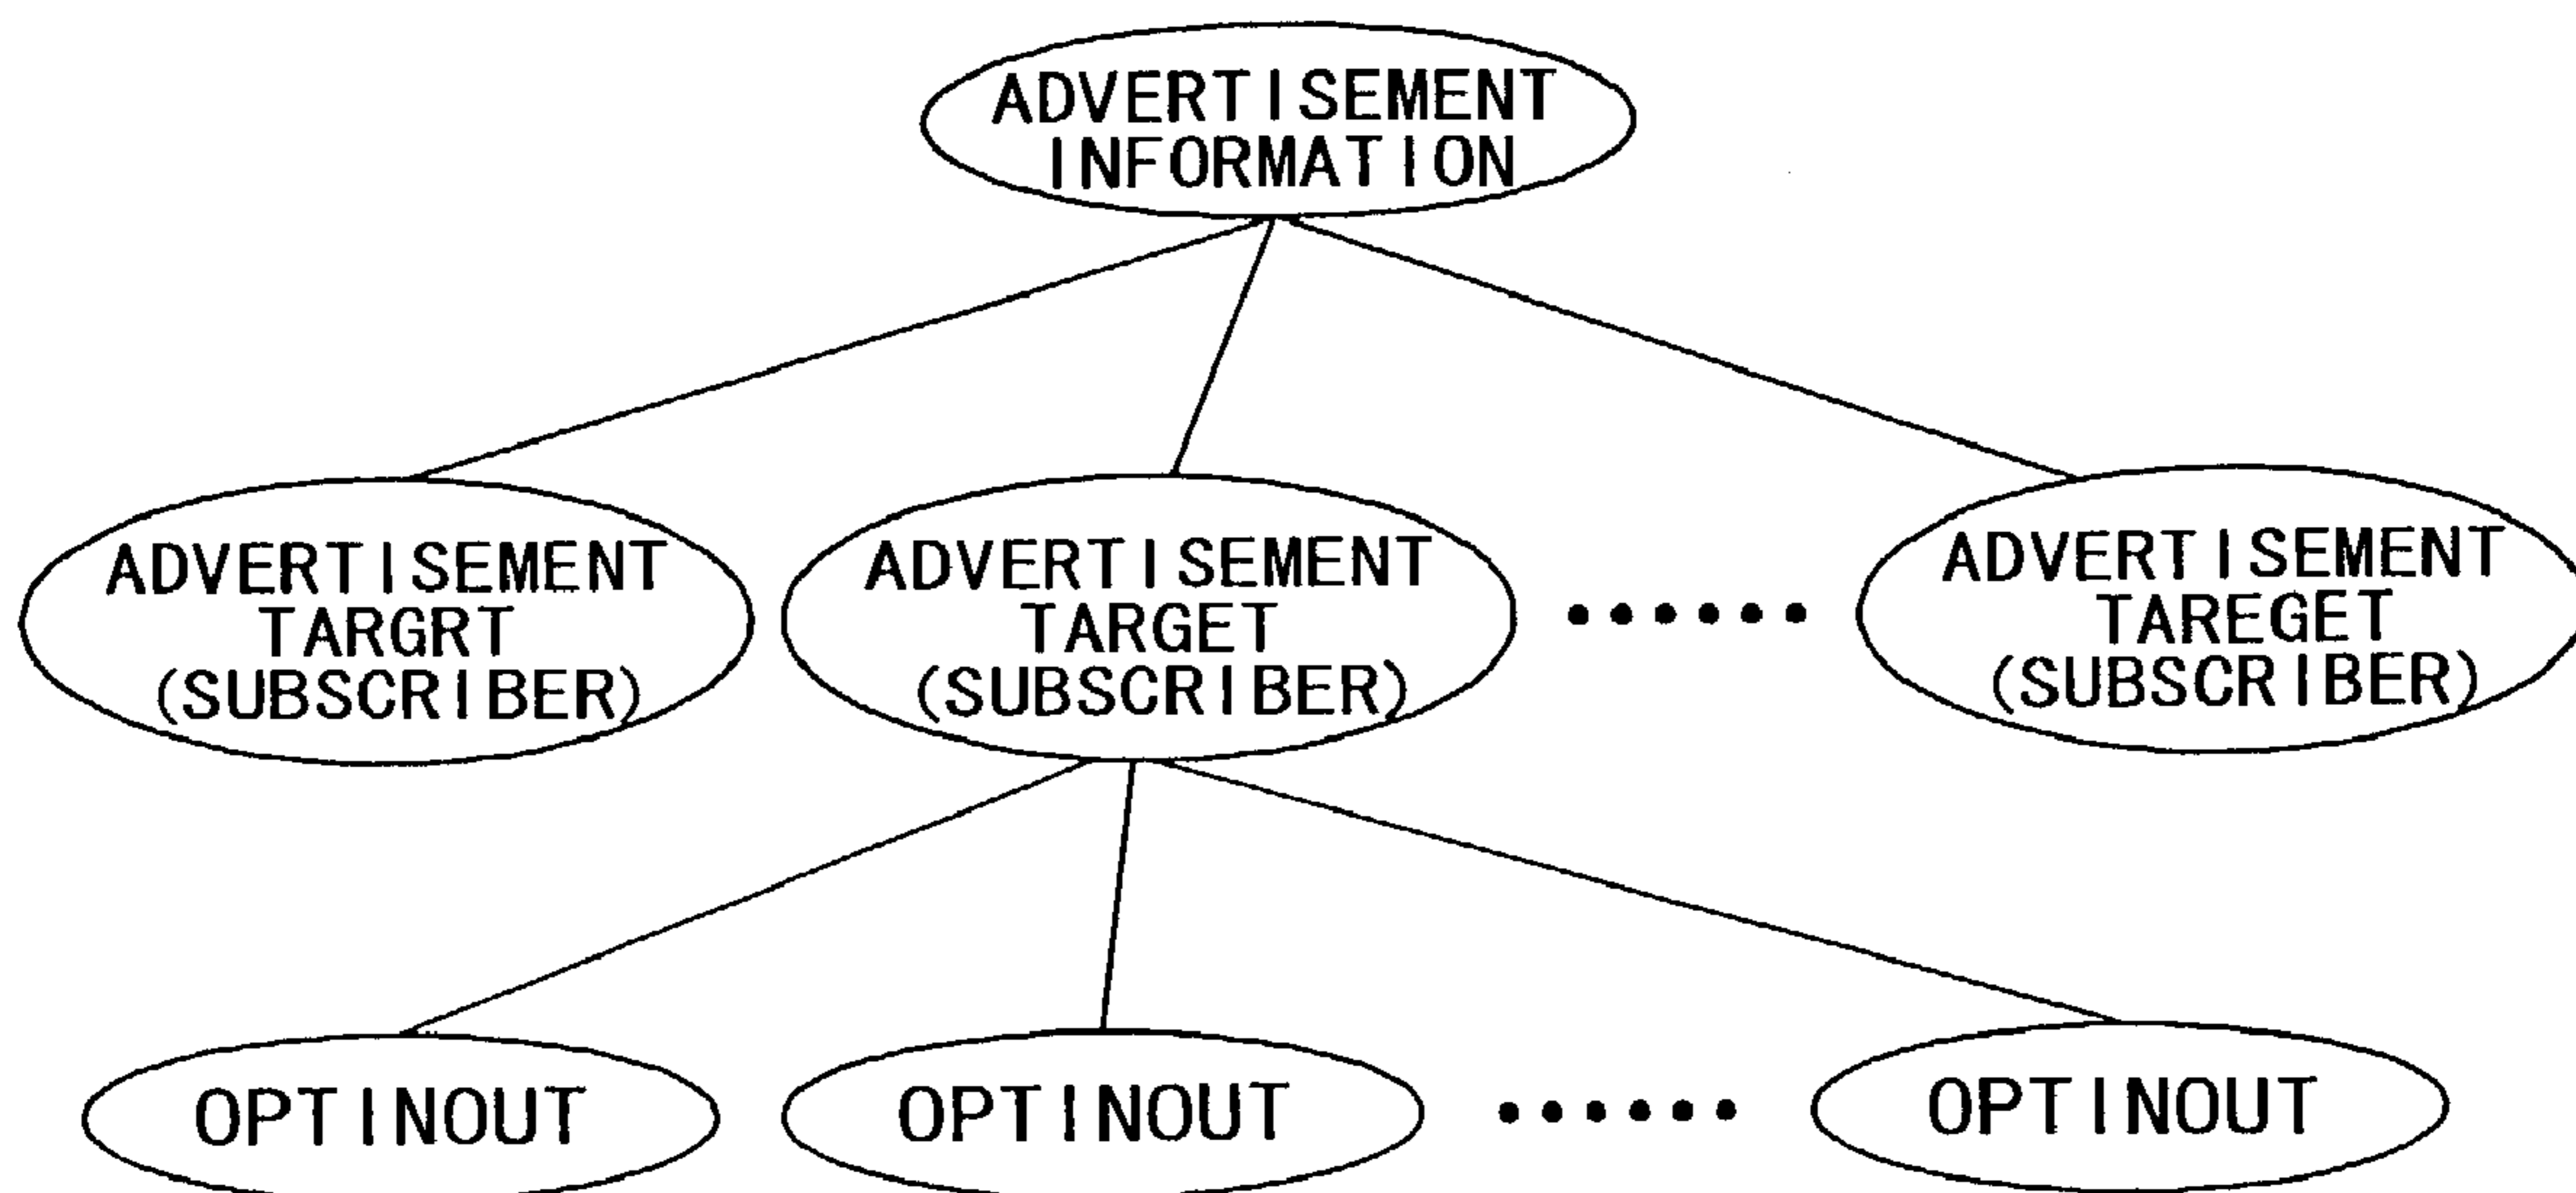 ADVERTISEMENT
INFORMATION
ADVERTISEMENT
TARGRT
(SUBSCRIBER)
ADVERTISEMENT
TARGET
(SUBSCRIBER)
ADVERTISEMENT
TAREGET
(SUBSCRIBER)
OPTINOUT
OPTINOUT
OPTINOUT